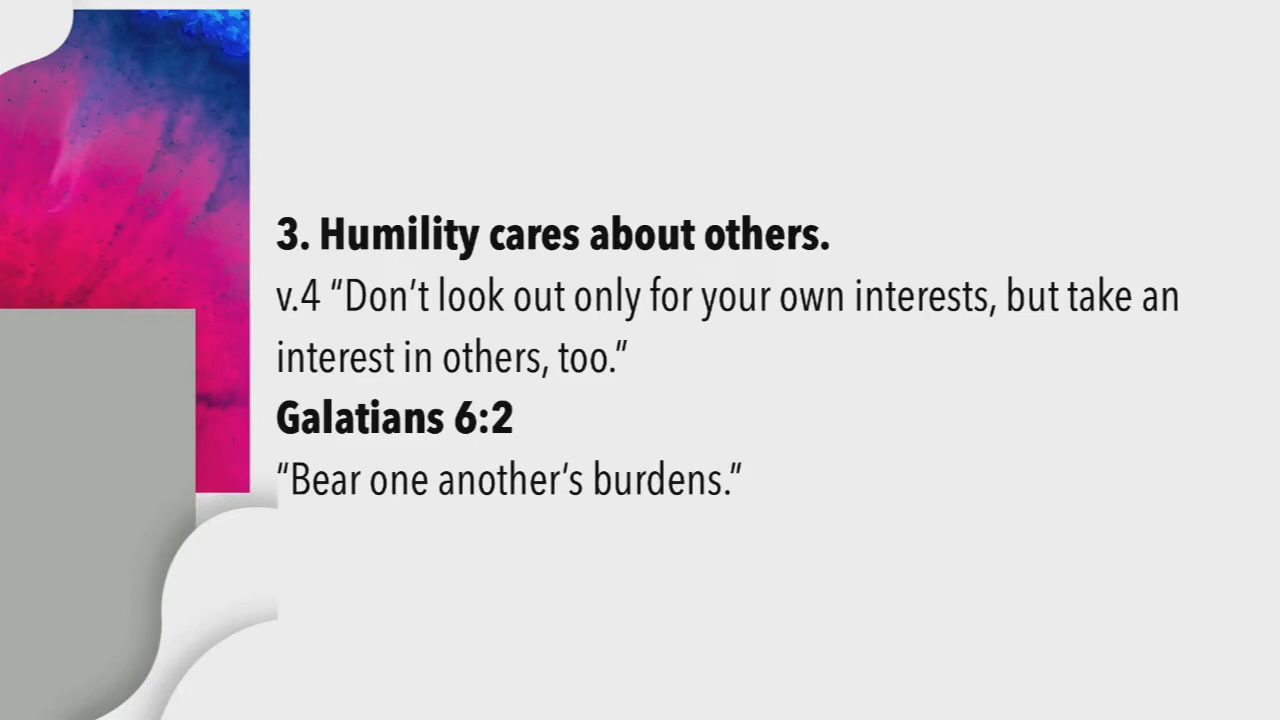 3. Humility cares about others.
v.4 “Don’t look out only for your own interests, but take an
interest in others, too.”
Galatians 6:2
“Bear one another’s burdens.”